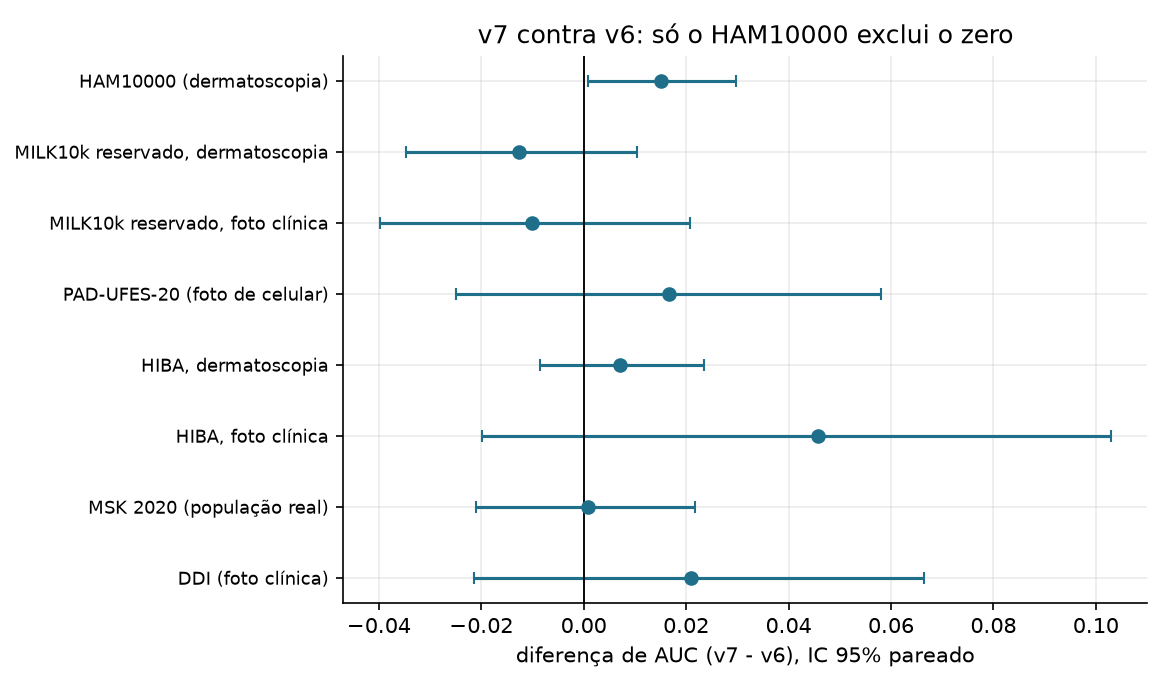 v7 contra v6: só o HAM10000 exclui o zero
HAM10000 (dermatoscopia)
MILK10k reservado, dermatoscopia
MILK10k reservado, foto clínica
PAD-UFES-20 (foto de celular)
HIBA, dermatoscopia
HIBA, foto clínica
MSK 2020 (população real)
DDI (foto clínica)
−0.04 −0.02 0.00 0.02 0.04 0.06 0.08 0.10
diferença de AUC (v7 - v6), IC 95% pareado